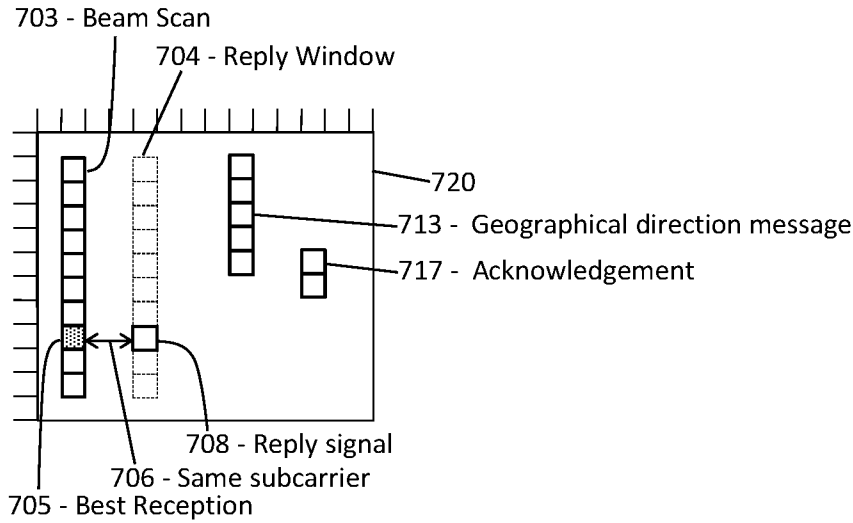 703 - Beam Scan
704 - Reply Window
720
713 - Geographical direction message
717 - Acknowledgement
708 - Reply signal
706 - Same subcarrier
705 - Best Reception